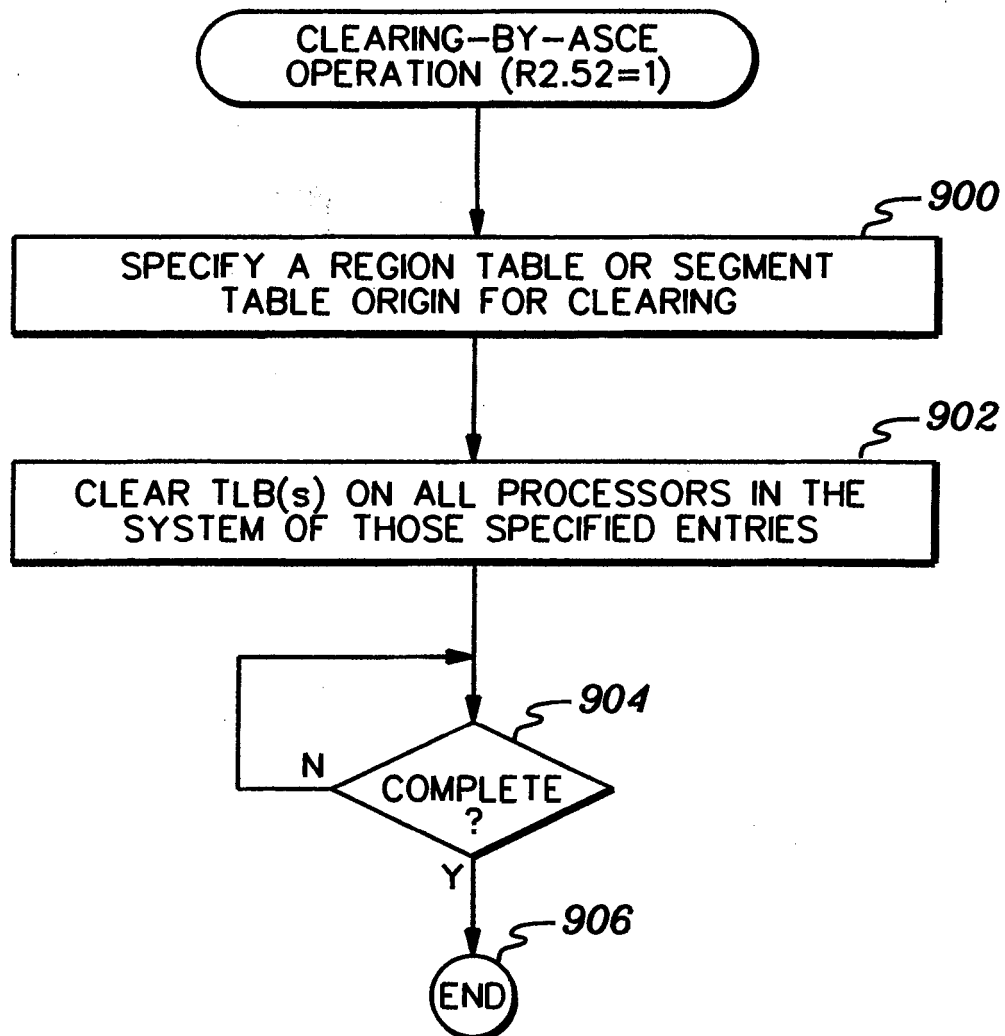 CLEARING-BY-ASCE
OPERATION (R2.52=1)
900
SPECIFY A REGION TABLE OR SEGMENT
TABLE ORIGIN FOR CLEARING
902
CLEAR TLB(s) ON ALL PROCESSORS IN THE
SYSTEM OF THOSE SPECIFIED ENTRIES
904
N
COMPLETE
?
Y
906
END